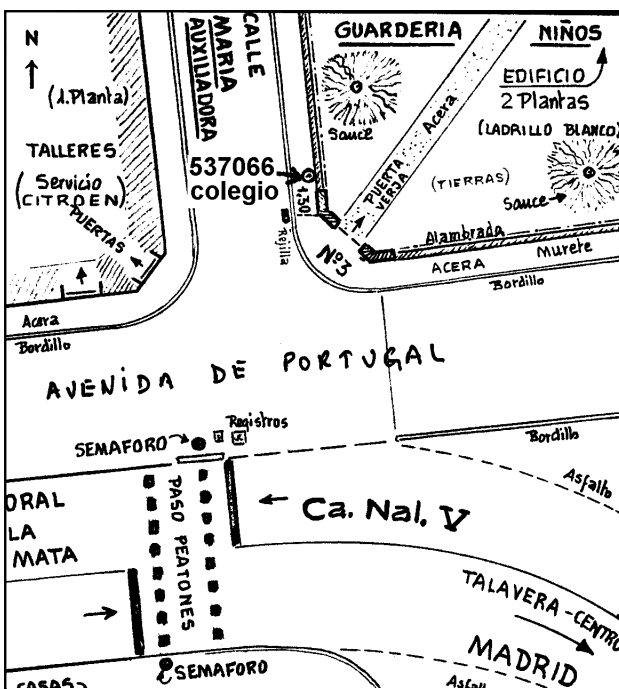 N
(1.Planta)
TALLERES
(Servicio
CITROEN)
PUERTAS
Acera
Bordillo
CALLE
MARIA
AUXILIADORA
537066
colegio
1.30
Rejilla
Nº3
GUARDERIA NIÑOS
EDIFICIO
2 Plantas
(LADRILLO BLANCO)
Sauce
Acera
PUERTA
VERJA
(TIERRAS)
Sauce
Alambrada
ACERA
Murete
Bordillo
AVENIDA DE PORTUGAL
Registros
R R
SEMAFORO
Bordillo
Asfalto
ORAL
LA
MATA
PASO PEATONES
Ca. Nal. V
TALAVERA-CENTRO
MADRID
SEMAFORO
CASAS
Asfalt